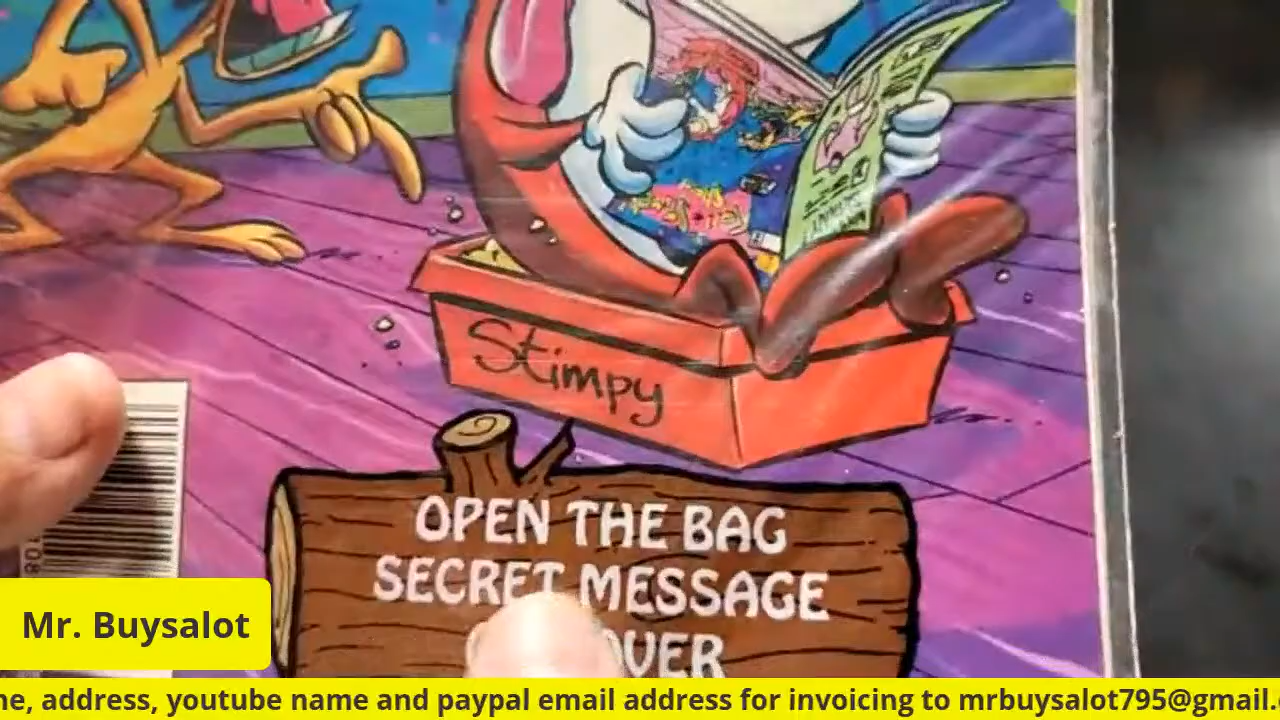 Stimpy
OPEN THE BAG
SECRET MESSAGE
OVER
Mr. Buysalot
address, youtube name and paypal email address for invoicing to mrbuysalot795@gmail.